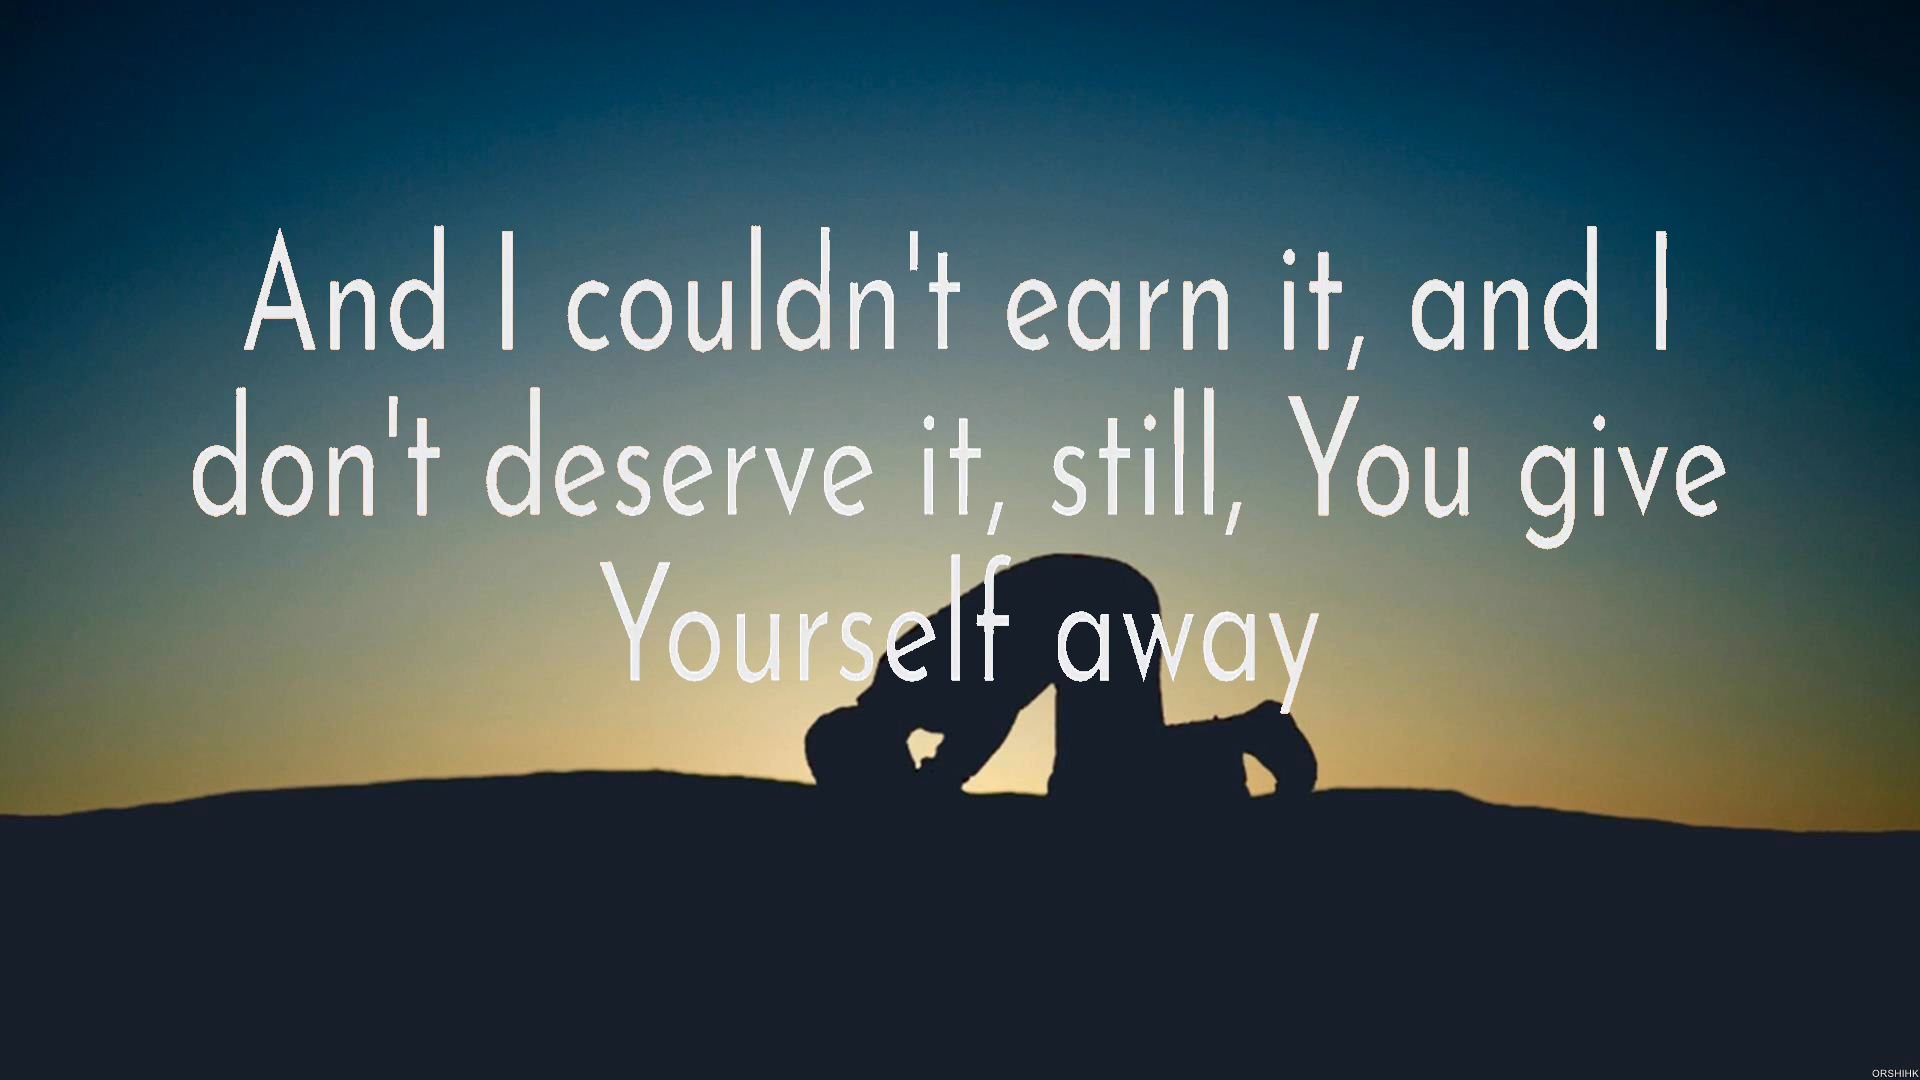 And I couldn't earn it, and I
don't deserve it, still, You give
Yourself away
ORSHIHK